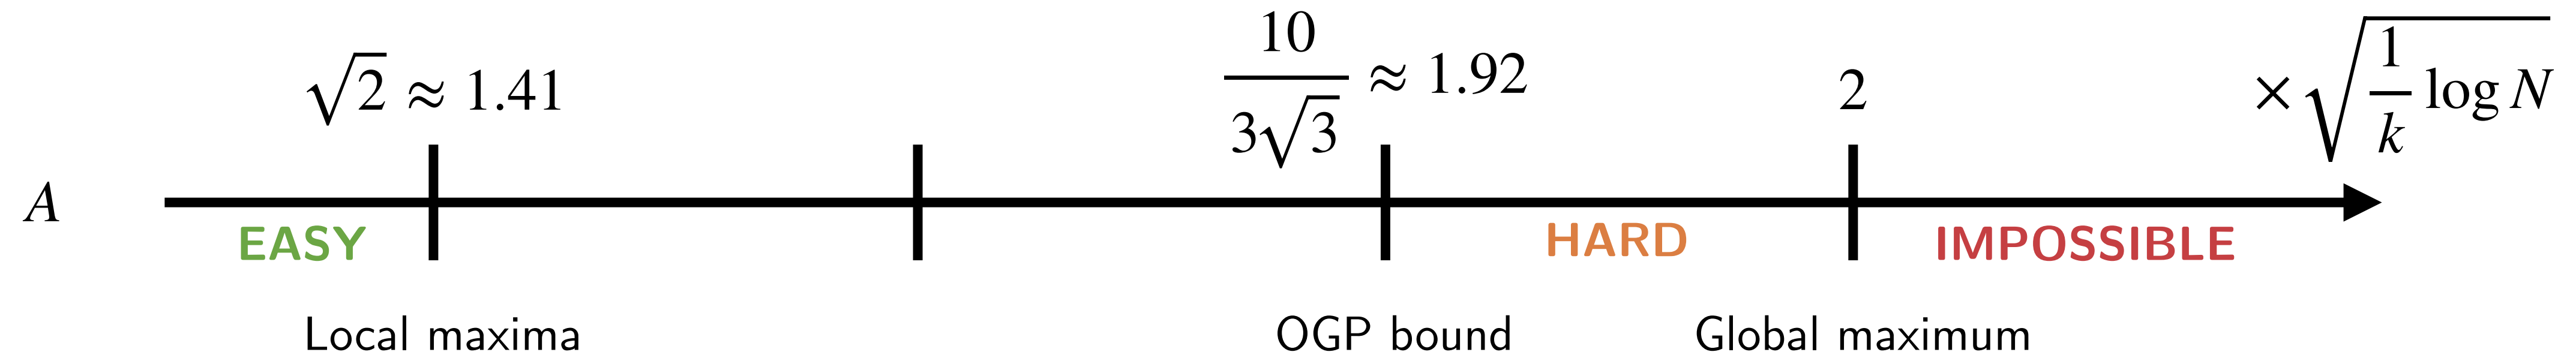 √2 ≈ 1.41
10/(3√3) ≈ 1.92
2
× √(1/k log N)
A
EASY
HARD
IMPOSSIBLE
Local maxima
OGP bound
Global maximum